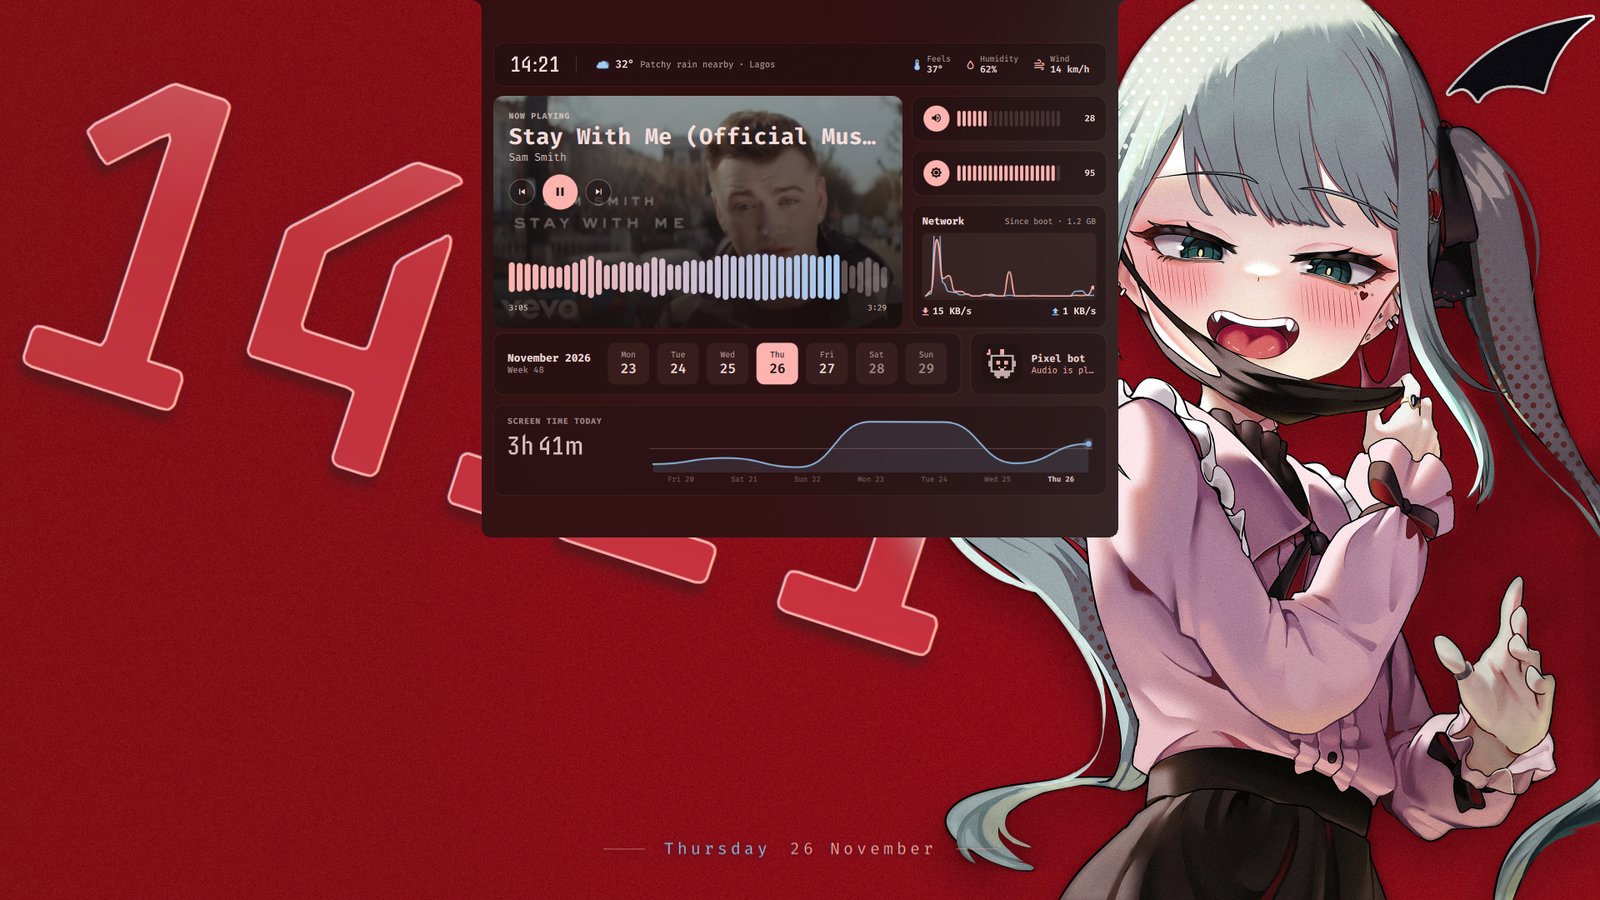 14:21
32° Patchy rain nearby · Lagos
Feels
37°
Humidity
62%
Wind
14 km/h
NOW PLAYING
Stay With Me (Official Mus…
Sam Smith
SMITH
STAY WITH ME
vevo
3:05
3:29
28
95
Network
Since boot · 1.2 GB
15 KB/s
1 KB/s
November 2026
Week 48
Mon
23
Tue
24
Wed
25
Thu
26
Fri
27
Sat
28
Sun
29
Pixel bot
Audio is pl…
SCREEN TIME TODAY
3h 41m
Fri 20
Sat 21
Sun 22
Mon 23
Tue 24
Wed 25
Thu 26
14
1
Thursday 26 November